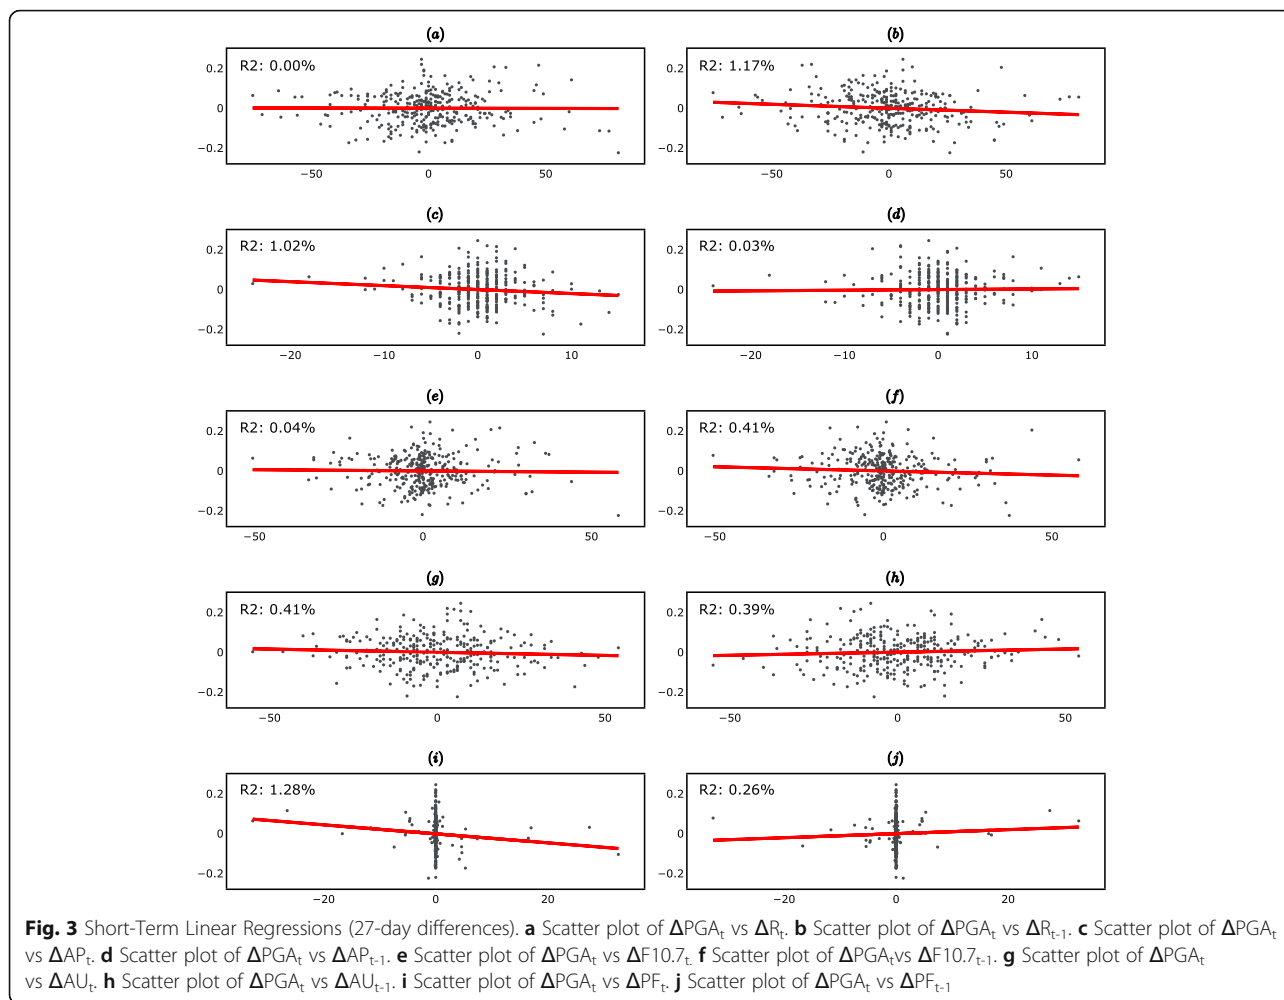 (a)
(b)
R2: 0.00%
R2: 1.17%
0.2
0
−0.2
−50
0
50
0.2
0
−0.2
−50
0
50
(c)
(d)
R2: 1.02%
R2: 0.03%
0.2
0
−0.2
−20
−10
0
10
0.2
0
−0.2
−20
−10
0
10
(e)
(f)
R2: 0.04%
R2: 0.41%
0.2
0
−0.2
−50
0
50
0.2
0
−0.2
−50
0
50
(g)
(h)
R2: 0.41%
R2: 0.39%
0.2
0
−0.2
−50
0
50
0.2
0
−0.2
−50
0
50
(i)
(j)
R2: 1.28%
R2: 0.26%
0.2
0
−0.2
−20
0
20
0.2
0
−0.2
−20
0
20
Fig. 3 Short-Term Linear Regressions (27-day differences). a Scatter plot of ΔPGAt vs ΔRt. b Scatter plot of ΔPGAt vs ΔRt-1. c Scatter plot of ΔPGAt
vs ΔAPt. d Scatter plot of ΔPGAt vs ΔAPt-1. e Scatter plot of ΔPGAt vs ΔF10.7t. f Scatter plot of ΔPGAtvs ΔF10.7t-1. g Scatter plot of ΔPGAt
vs ΔAUt. h Scatter plot of ΔPGAt vs ΔAUt-1. i Scatter plot of ΔPGAt vs ΔPFt. j Scatter plot of ΔPGAt vs ΔPFt-1